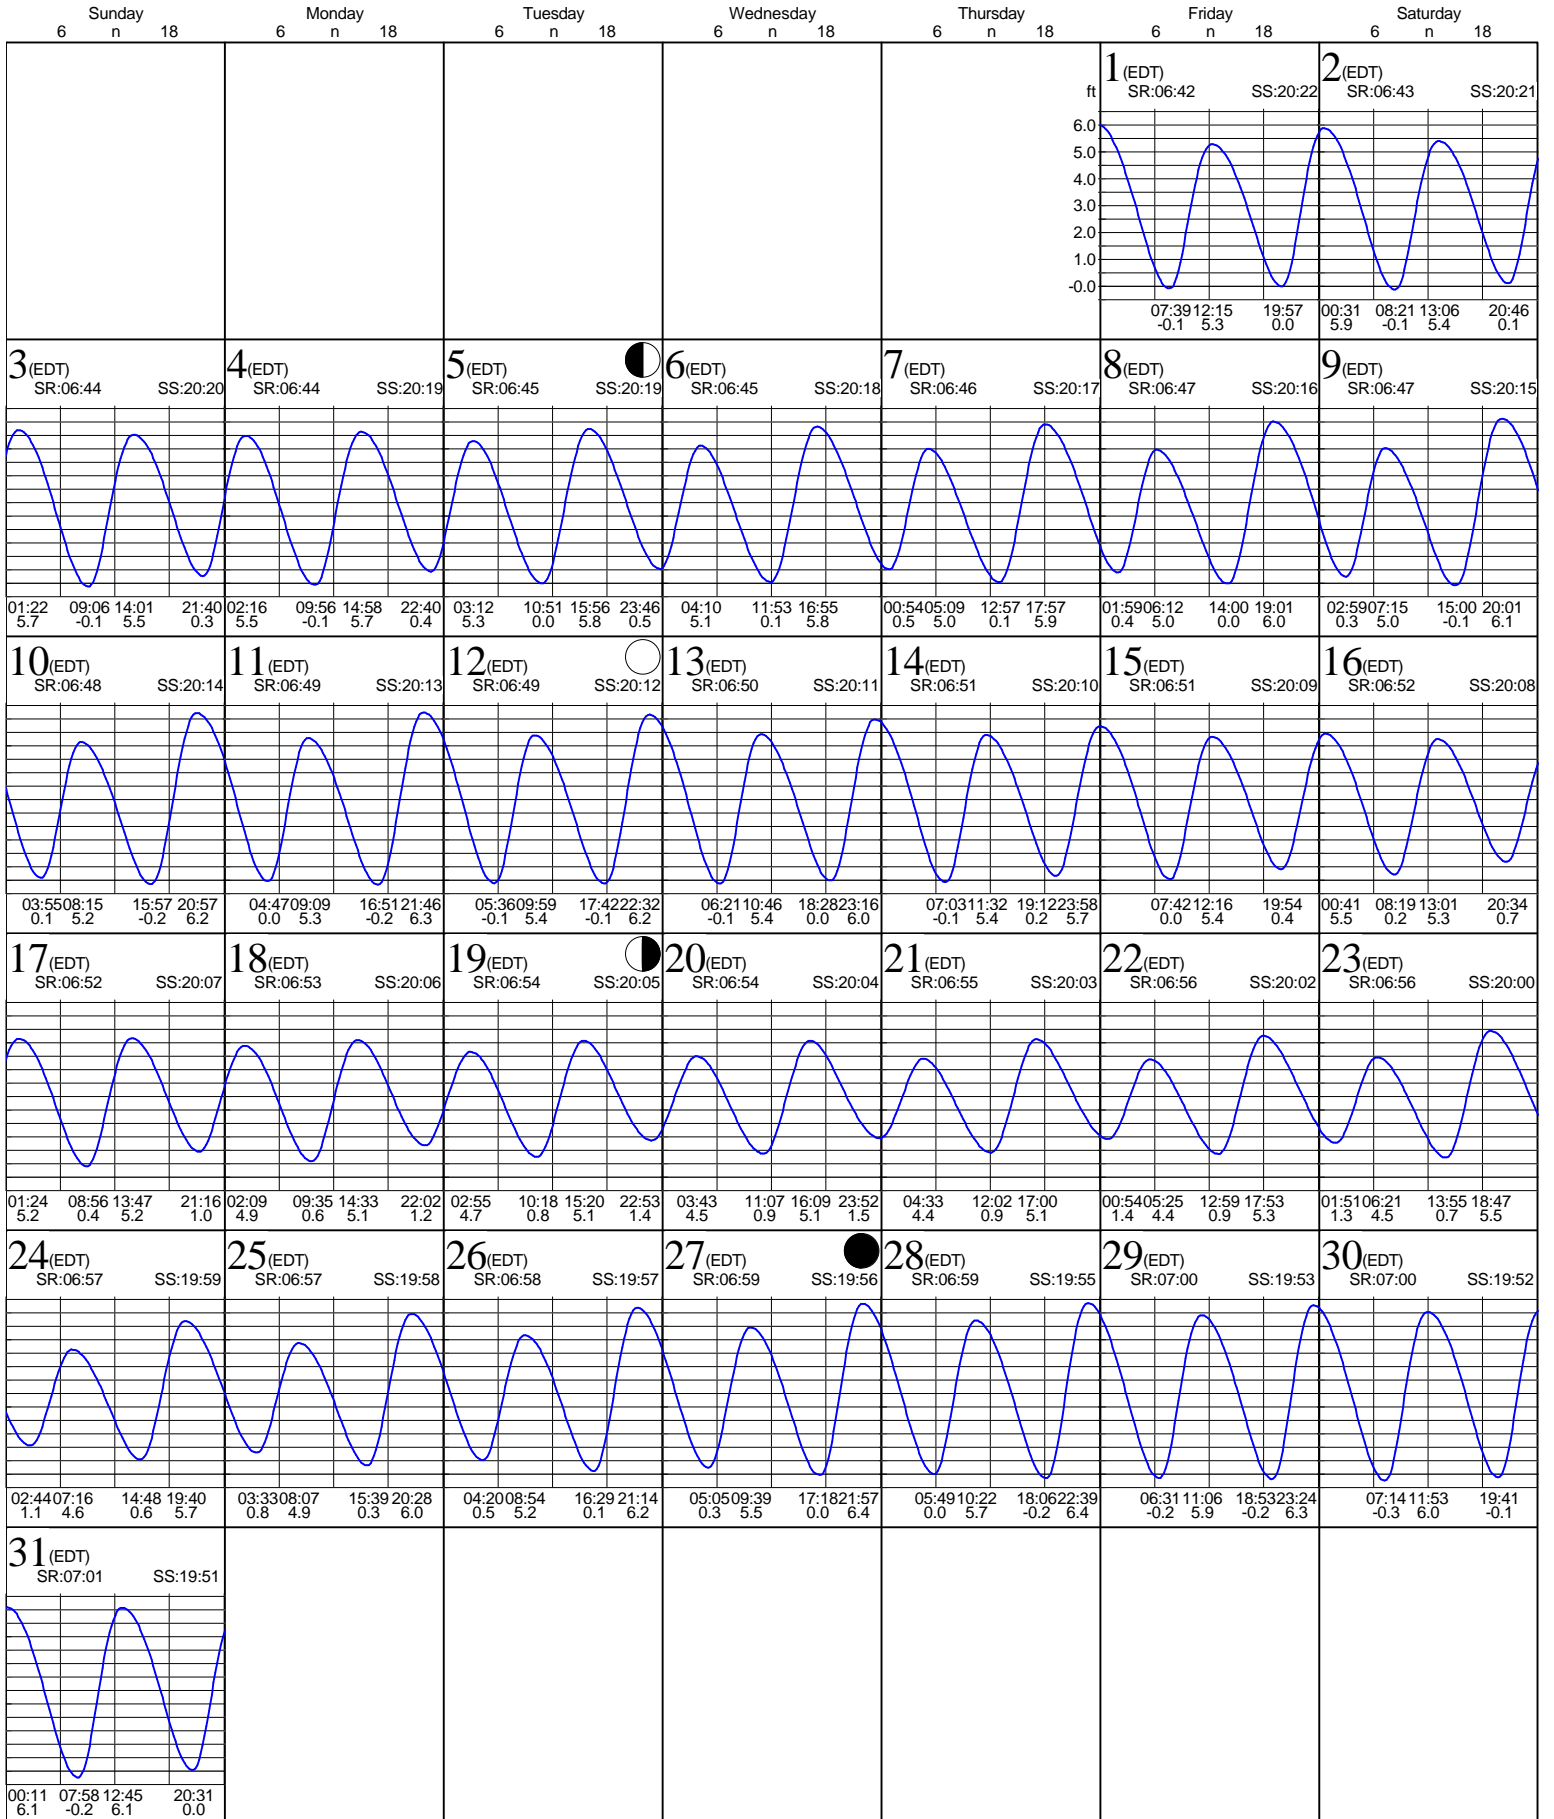 Sunday Monday Tuesday Wednesday Thursday Friday Saturday
6 n 18 6 n 18 6 n 18 6 n 18 6 n 18 6 n 18 6 n 18
1(EDT) 2(EDT)
ft SR:06:42 SS:20:22 SR:06:43 SS:20:21
6.0
5.0
4.0
3.0
2.0
1.0
-0.0
07:39 12:15 19:57 00:31 08:21 13:06 20:46
-0.1 5.3 0.0 5.9 -0.1 5.4 0.1
3(EDT) 4(EDT) 5(EDT) 6(EDT) 7(EDT) 8(EDT) 9(EDT)
SR:06:44 SS:20:20 SR:06:44 SS:20:19 SR:06:45 SS:20:19 SR:06:45 SS:20:18 SR:06:46 SS:20:17 SR:06:47 SS:20:16 SR:06:47 SS:20:15
01:22 09:06 14:01 21:40 02:16 09:56 14:58 22:40 03:12 10:51 15:56 23:46 04:10 11:53 16:55 00:54 05:09 12:57 17:57 01:59 06:12 14:00 19:01 02:59 07:15 15:00 20:01
5.7 -0.1 5.5 0.3 5.5 -0.1 5.7 0.4 5.3 0.0 5.8 0.5 5.1 0.1 5.8 0.5 5.0 0.1 5.9 0.4 5.0 0.0 6.0 0.3 5.0 -0.1 6.1
10(EDT) 11(EDT) 12(EDT) 13(EDT) 14(EDT) 15(EDT) 16(EDT)
SR:06:48 SS:20:14 SR:06:49 SS:20:13 SR:06:49 SS:20:12 SR:06:50 SS:20:11 SR:06:51 SS:20:10 SR:06:51 SS:20:09 SR:06:52 SS:20:08
03:55 08:15 15:57 20:57 04:47 09:09 16:51 21:46 05:36 09:59 17:42 22:32 06:21 10:46 18:28 23:16 07:03 11:32 19:12 23:58 07:42 12:16 19:54 00:41 08:19 13:01 20:34
0.1 5.2 -0.2 6.2 0.0 5.3 -0.2 6.3 -0.1 5.4 -0.1 6.2 -0.1 5.4 0.0 6.0 -0.1 5.4 0.2 5.7 0.0 5.4 0.4 5.5 0.2 5.3 0.7
17(EDT) 18(EDT) 19(EDT) 20(EDT) 21(EDT) 22(EDT) 23(EDT)
SR:06:52 SS:20:07 SR:06:53 SS:20:06 SR:06:54 SS:20:05 SR:06:54 SS:20:04 SR:06:55 SS:20:03 SR:06:56 SS:20:02 SR:06:56 SS:20:00
01:24 08:56 13:47 21:16 02:09 09:35 14:33 22:02 02:55 10:18 15:20 22:53 03:43 11:07 16:09 23:52 04:33 12:02 17:00 00:54 05:25 12:59 17:53 01:51 06:21 13:55 18:47
5.2 0.4 5.2 1.0 4.9 0.6 5.1 1.2 4.7 0.8 5.1 1.4 4.5 0.9 5.1 1.5 4.4 0.9 5.1 1.4 4.4 0.9 5.3 1.3 4.5 0.7 5.5
24(EDT) 25(EDT) 26(EDT) 27(EDT) 28(EDT) 29(EDT) 30(EDT)
SR:06:57 SS:19:59 SR:06:57 SS:19:58 SR:06:58 SS:19:57 SR:06:59 SS:19:56 SR:06:59 SS:19:55 SR:07:00 SS:19:53 SR:07:00 SS:19:52
02:44 07:16 14:48 19:40 03:33 08:07 15:39 20:28 04:20 08:54 16:29 21:14 05:05 09:39 17:18 21:57 05:49 10:22 18:06 22:39 06:31 11:06 18:53 23:24 07:14 11:53 19:41
1.1 4.6 0.6 5.7 0.8 4.9 0.3 6.0 0.5 5.2 0.1 6.2 0.3 5.5 0.0 6.4 0.0 5.7 -0.2 6.4 -0.2 5.9 -0.2 6.3 -0.3 6.0 -0.1
31(EDT)
SR:07:01 SS:19:51
00:11 07:58 12:45 20:31
6.1 -0.2 6.1 0.0